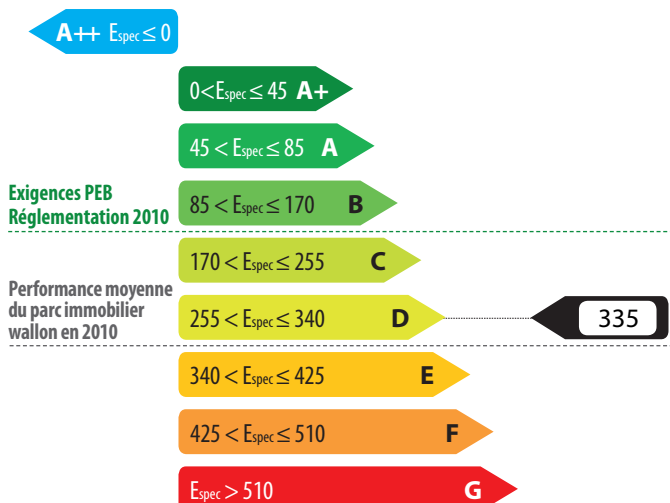 A++ Espec ≤ 0
0<Espec ≤ 45 A+
45 < Espec ≤ 85 A
Exigences PEB
Réglementation 2010
85 < Espec ≤ 170 B
170 < Espec ≤ 255 C
Performance moyenne
du parc immobilier
wallon en 2010
255 < Espec ≤ 340 D
335
340 < Espec ≤ 425 E
425 < Espec ≤ 510 F
Espec > 510 G